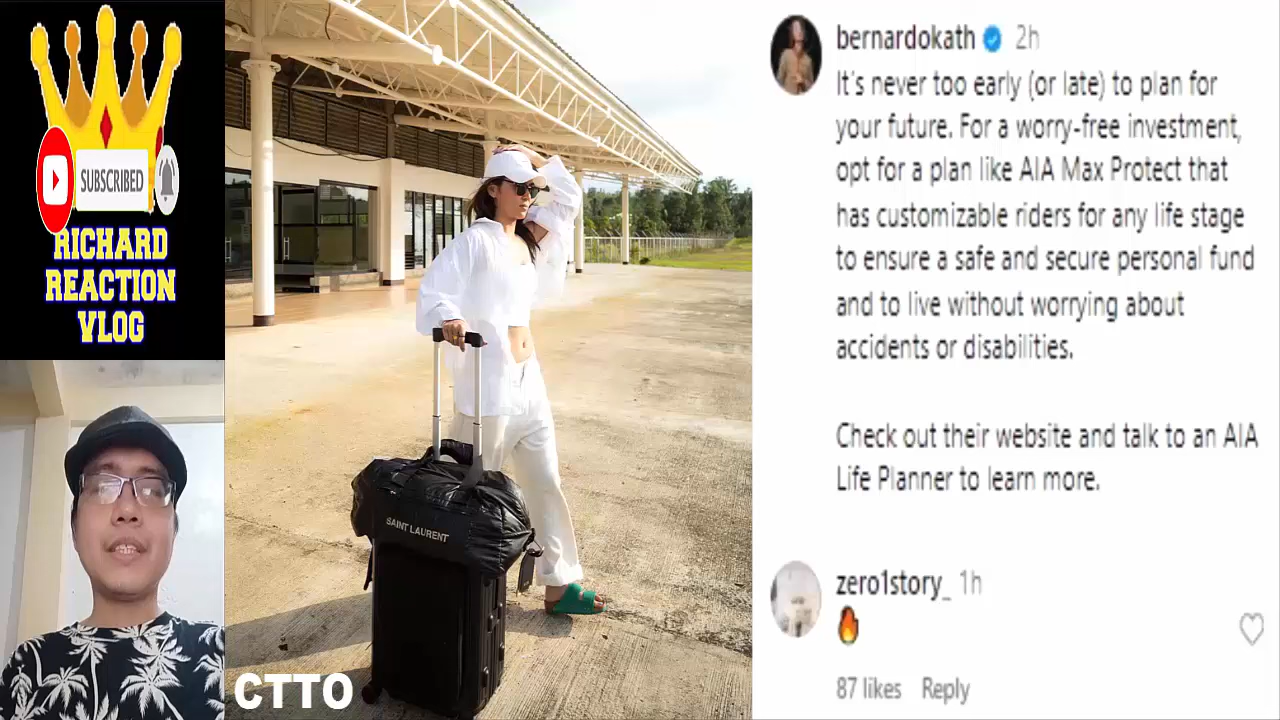 SUBSCRIBED
RICHARD
REACTION
VLOG
SAINT LAURENT
CTTO
bernardokath 2h
It's never too early (or late) to plan for
your future. For a worry-free investment,
opt for a plan like AIA Max Protect that
has customizable riders for any life stage
to ensure a safe and secure personal fund
and to live without worrying about
accidents or disabilities.
Check out their website and talk to an AIA
Life Planner to learn more.
zero1story_ 1h
87 likes Reply